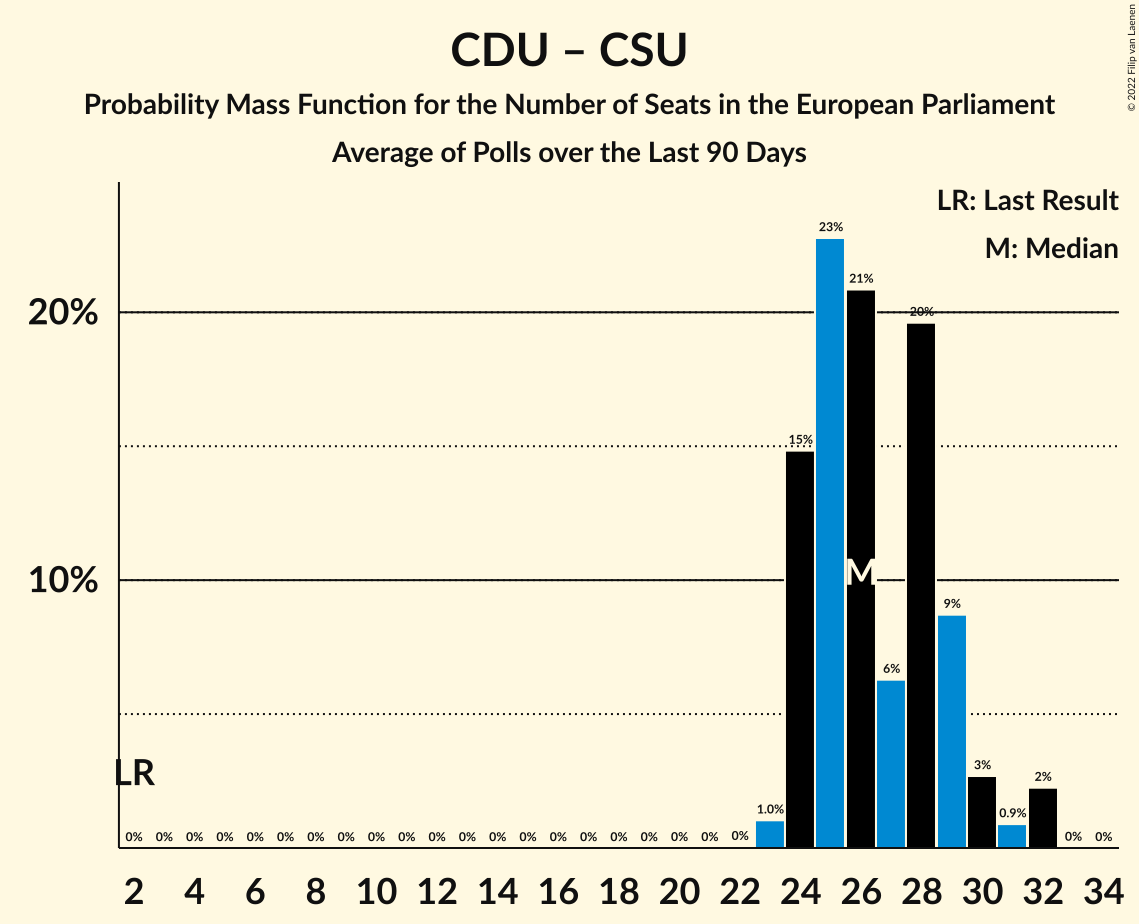 CDU – CSU
Probability Mass Function for the Number of Seats in the European Parliament
Average of Polls over the Last 90 Days
© 2022 Filip van Laenen
LR: Last Result
M: Median
20%
10%
23%
21%
20%
15%
M
9%
6%
LR
3%
2%
1.0%
0.9%
0% 0% 0% 0% 0% 0% 0% 0% 0% 0% 0% 0% 0% 0% 0% 0% 0% 0% 0% 0% 0% 0% 0%
2 4 6 8 10 12 14 16 18 20 22 24 26 28 30 32 34